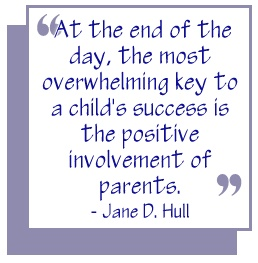 “At the end of the
day, the most
overwhelming key to
a child's success is
the positive
involvement of
parents.”
- Jane D. Hull